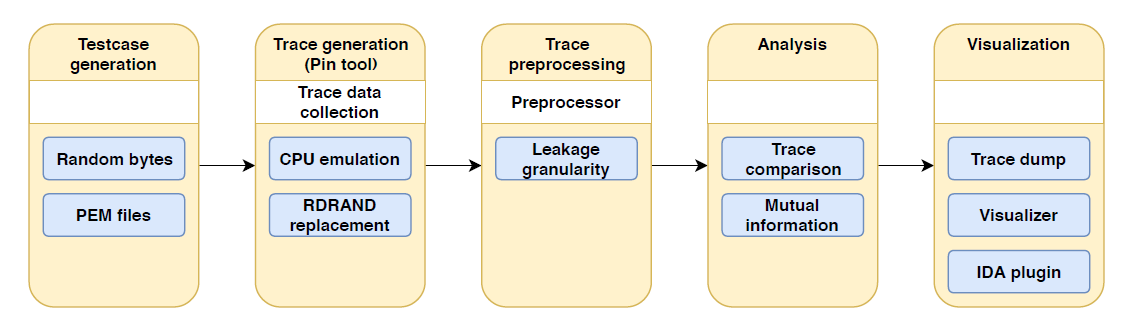 Testcase
generation
Random bytes
PEM files
Trace generation
(Pin tool)
Trace data
collection
CPU emulation
RDRAND
replacement
Trace
preprocessing
Preprocessor
Leakage
granularity
Analysis
Trace
comparison
Mutual
information
Visualization
Trace dump
Visualizer
IDA plugin